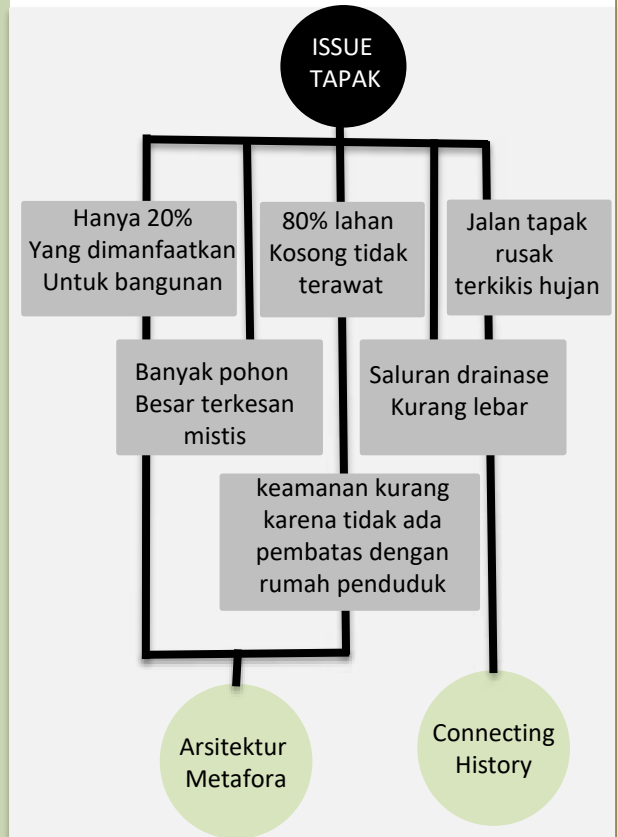 ISSUE
TAPAK
Hanya 20%
Yang dimanfaatkan
Untuk bangunan
80% lahan
Kosong tidak
terawat
Jalan tapak
rusak
terkikis hujan
Banyak pohon
Besar terkesan
mistis
Saluran drainase
Kurang lebar
keamanan kurang
karena tidak ada
pembatas dengan
rumah penduduk
Arsitektur
Metafora
Connecting
History